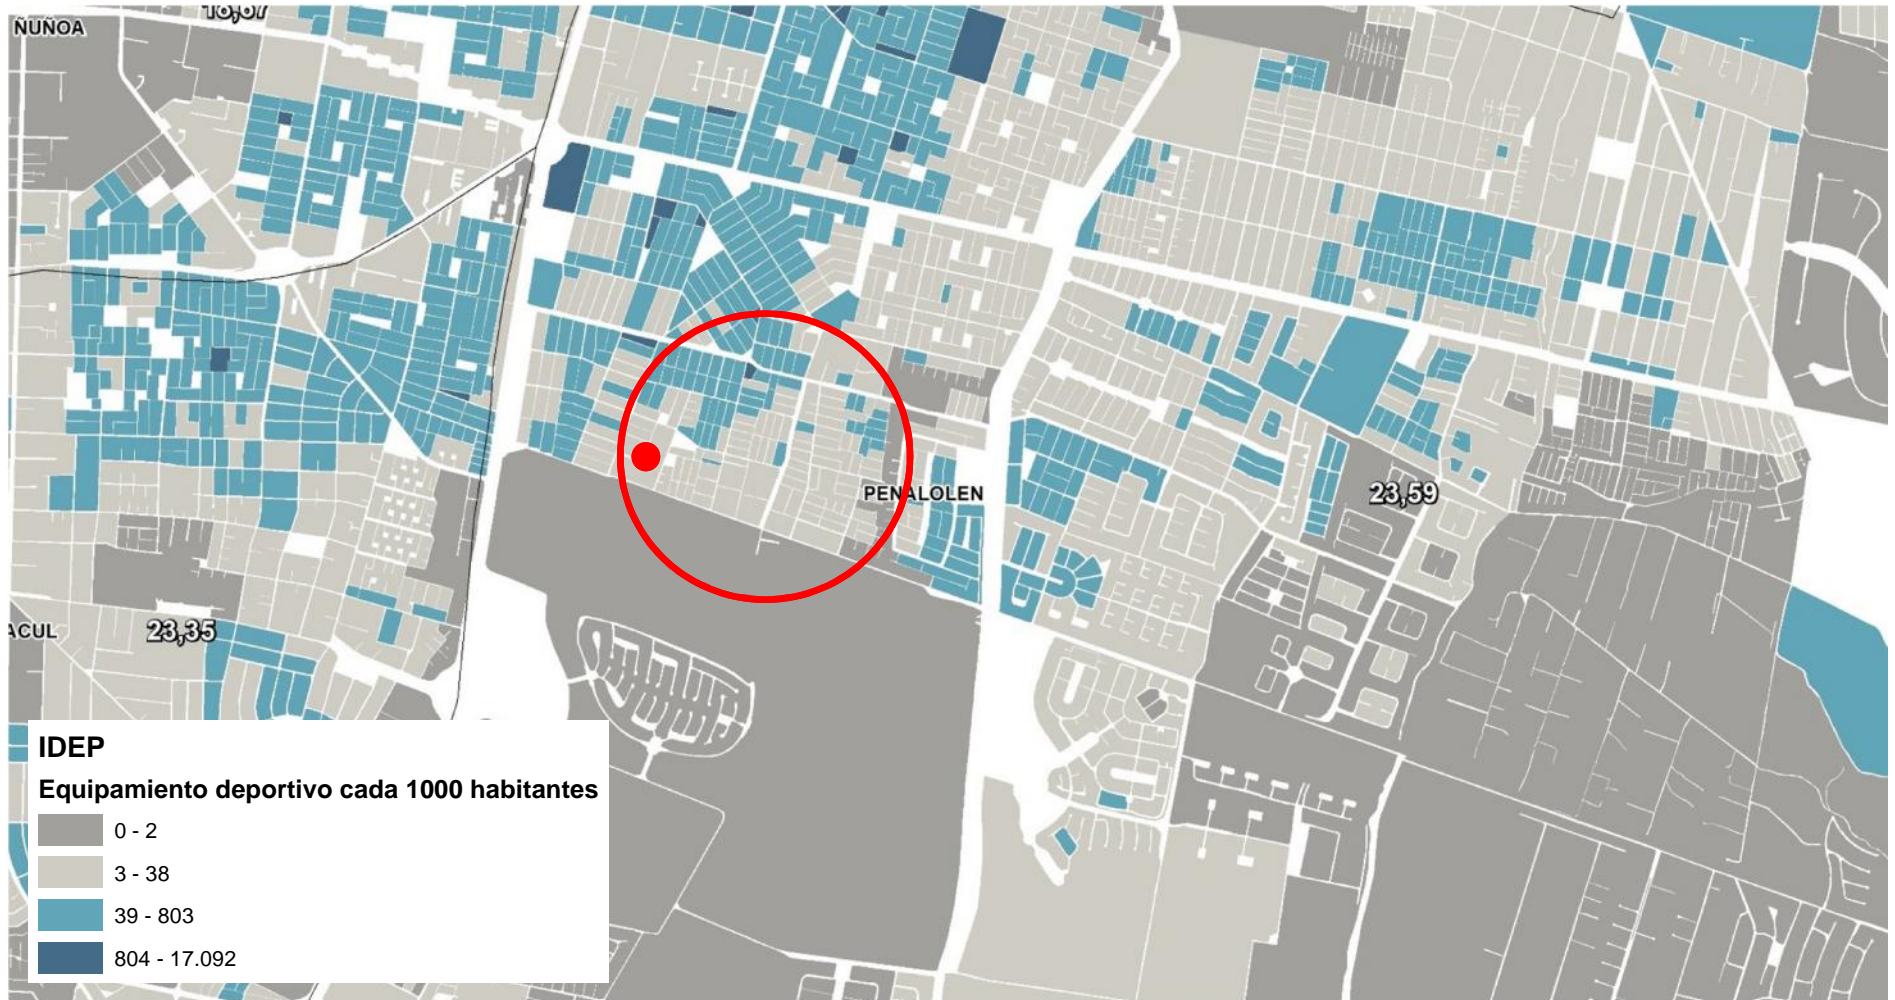 ÑUÑOA
PEÑALOLEN
23,59
ACUL
23,35
IDEP
Equipamiento deportivo cada 1000 habitantes
0 - 2
3 - 38
39 - 803
804 - 17.092